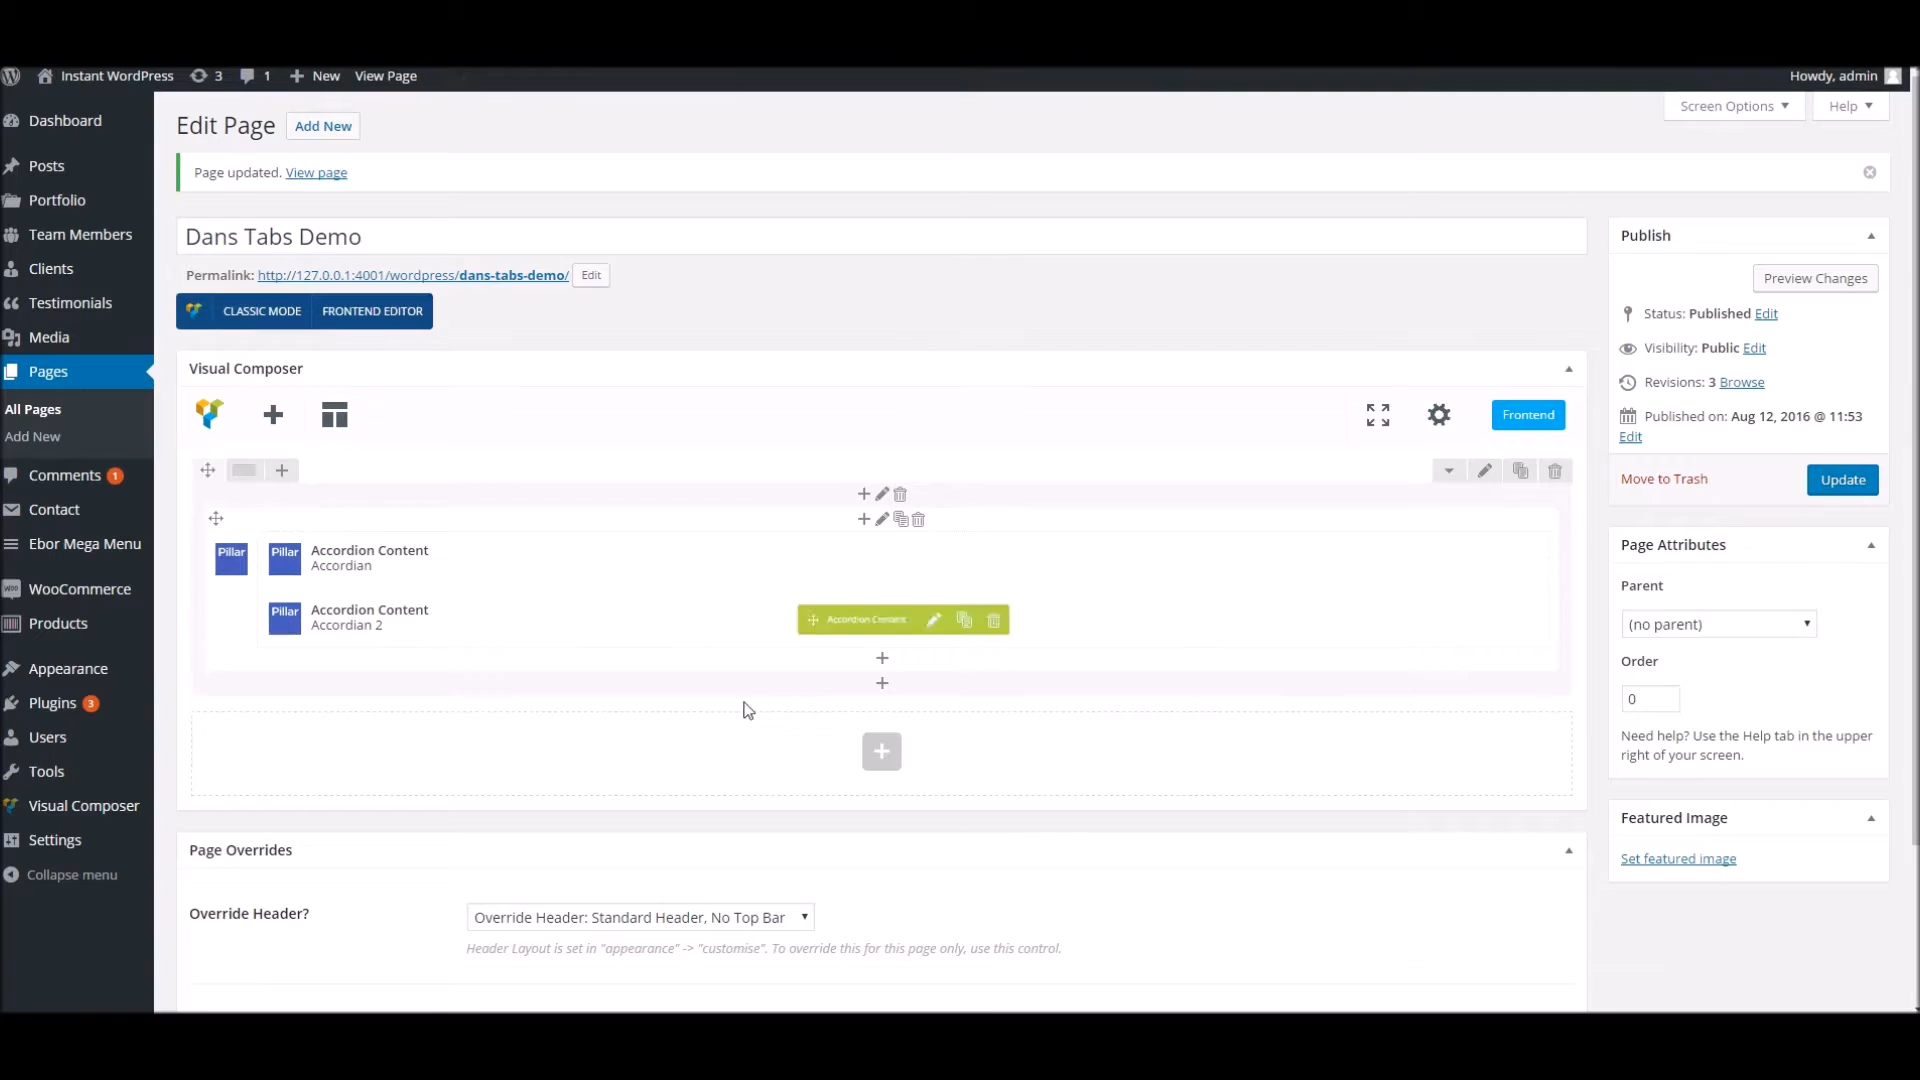 Instant WordPress 3 1 New View Page Howdy, admin
Dashboard
Posts
Portfolio
Team Members
Clients
Testimonials
Media
Pages
All Pages
Add New
Comments 1
Contact
Ebor Mega Menu
WooCommerce
Products
Appearance
Plugins 3
Users
Tools
Visual Composer
Settings
Collapse menu
Screen Options Help
Edit Page Add New
Page updated. View page
Dans Tabs Demo
Permalink: http://127.0.0.1:4001/wordpress/dans-tabs-demo/ Edit
CLASSIC MODE FRONTEND EDITOR
Visual Composer
Frontend
Pillar
Pillar
Accordion Content
Accordian
Pillar
Accordion Content
Accordian 2
Accordion Content
Page Overrides
Override Header?
Override Header: Standard Header, No Top Bar
Header Layout is set in "appearance" -> "customise". To override this for this page only, use this control.
Publish
Preview Changes
Status: Published Edit
Visibility: Public Edit
Revisions: 3 Browse
Published on: Aug 12, 2016 @ 11:53
Edit
Move to Trash Update
Page Attributes
Parent
(no parent)
Order
0
Need help? Use the Help tab in the upper
right of your screen.
Featured Image
Set featured image